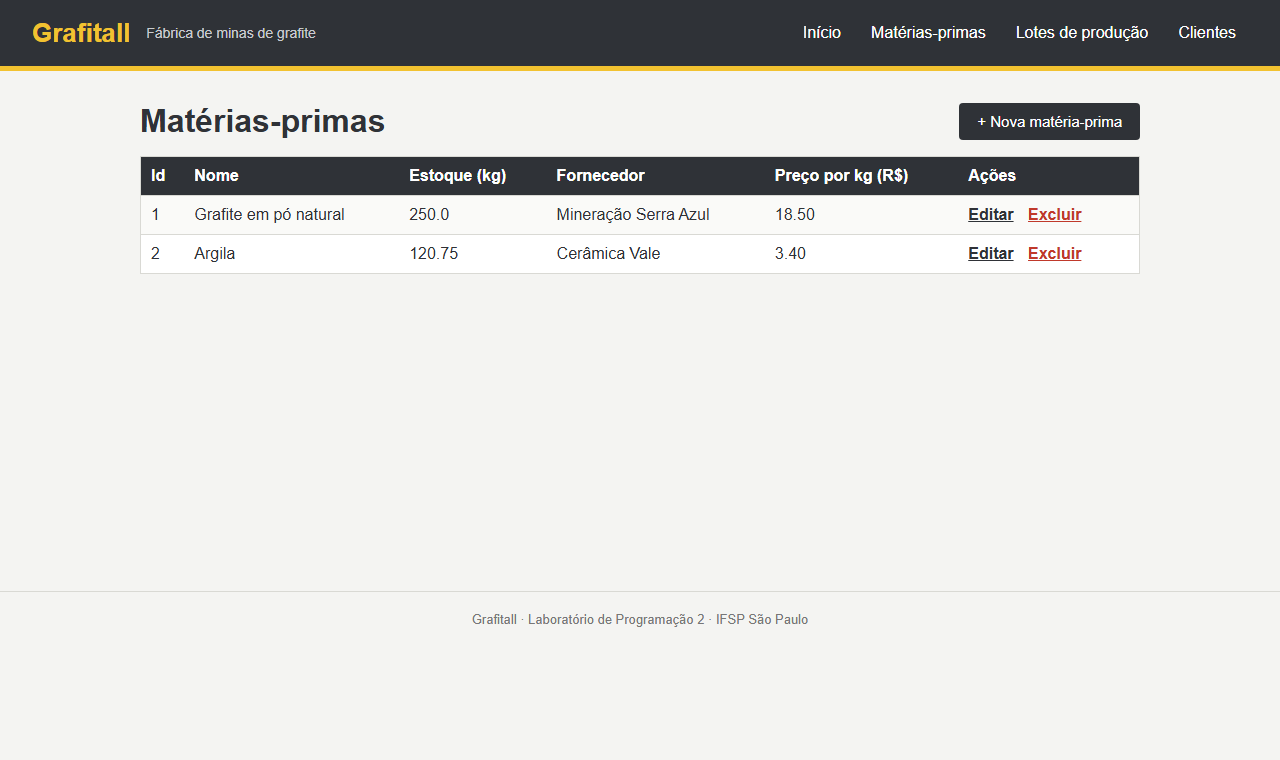 Grafitall Fábrica de minas de grafite Início Matérias-primas Lotes de produção Clientes
Matérias-primas + Nova matéria-prima
Id Nome Estoque (kg) Fornecedor Preço por kg (R$) Ações
1 Grafite em pó natural 250.0 Mineração Serra Azul 18.50 Editar Excluir
2 Argila 120.75 Cerâmica Vale 3.40 Editar Excluir
Grafitall · Laboratório de Programação 2 · IFSP São Paulo